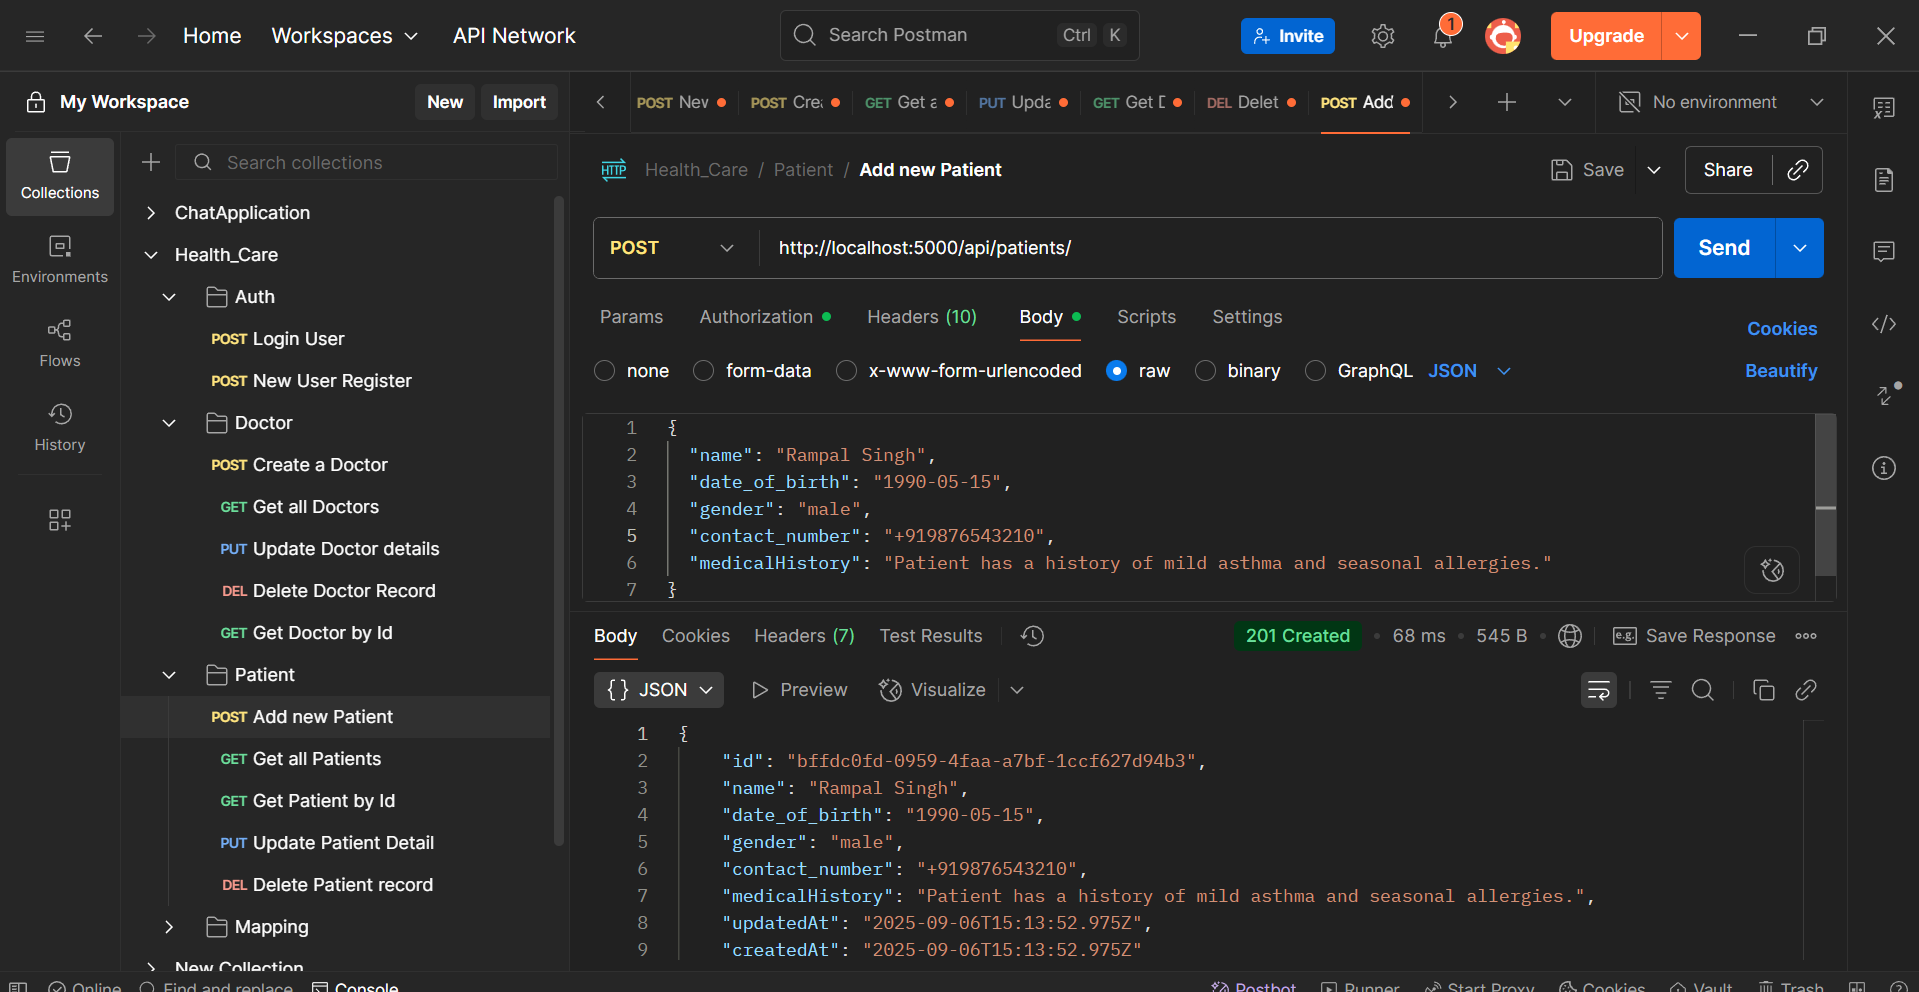 Home Workspaces API Network Search Postman Ctrl K Invite 1 Upgrade
My Workspace New Import POST Nev POST Cre GET Get a PUT Upda GET Get D DEL Delet POST Add No environment
Search collections
Collections
Environments
Flows
History
ChatApplication
Health_Care
Auth
POST Login User
POST New User Register
Doctor
POST Create a Doctor
GET Get all Doctors
PUT Update Doctor details
DEL Delete Doctor Record
GET Get Doctor by Id
Patient
POST Add new Patient
GET Get all Patients
GET Get Patient by Id
PUT Update Patient Detail
DEL Delete Patient record
Mapping
New Collection
HTTP Health_Care / Patient / Add new Patient Save Share
POST http://localhost:5000/api/patients/ Send
Params Authorization Headers (10) Body Scripts Settings Cookies
none form-data x-www-form-urlencoded raw binary GraphQL JSON Beautify
1 {
2 "name": "Rampal Singh",
3 "date_of_birth": "1990-05-15",
4 "gender": "male",
5 "contact_number": "+919876543210",
6 "medicalHistory": "Patient has a history of mild asthma and seasonal allergies."
7 }
Body Cookies Headers (7) Test Results 201 Created 68 ms 545 B e.g. Save Response
{} JSON Preview Visualize
1 {
2 "id": "bffdc0fd-0959-4faa-a7bf-1ccf627d94b3",
3 "name": "Rampal Singh",
4 "date_of_birth": "1990-05-15",
5 "gender": "male",
6 "contact_number": "+919876543210",
7 "medicalHistory": "Patient has a history of mild asthma and seasonal allergies.",
8 "updatedAt": "2025-09-06T15:13:52.975Z",
9 "createdAt": "2025-09-06T15:13:52.975Z"
Online Find and replace Console Postbot Runner Start Proxy Cookies Vault Trash